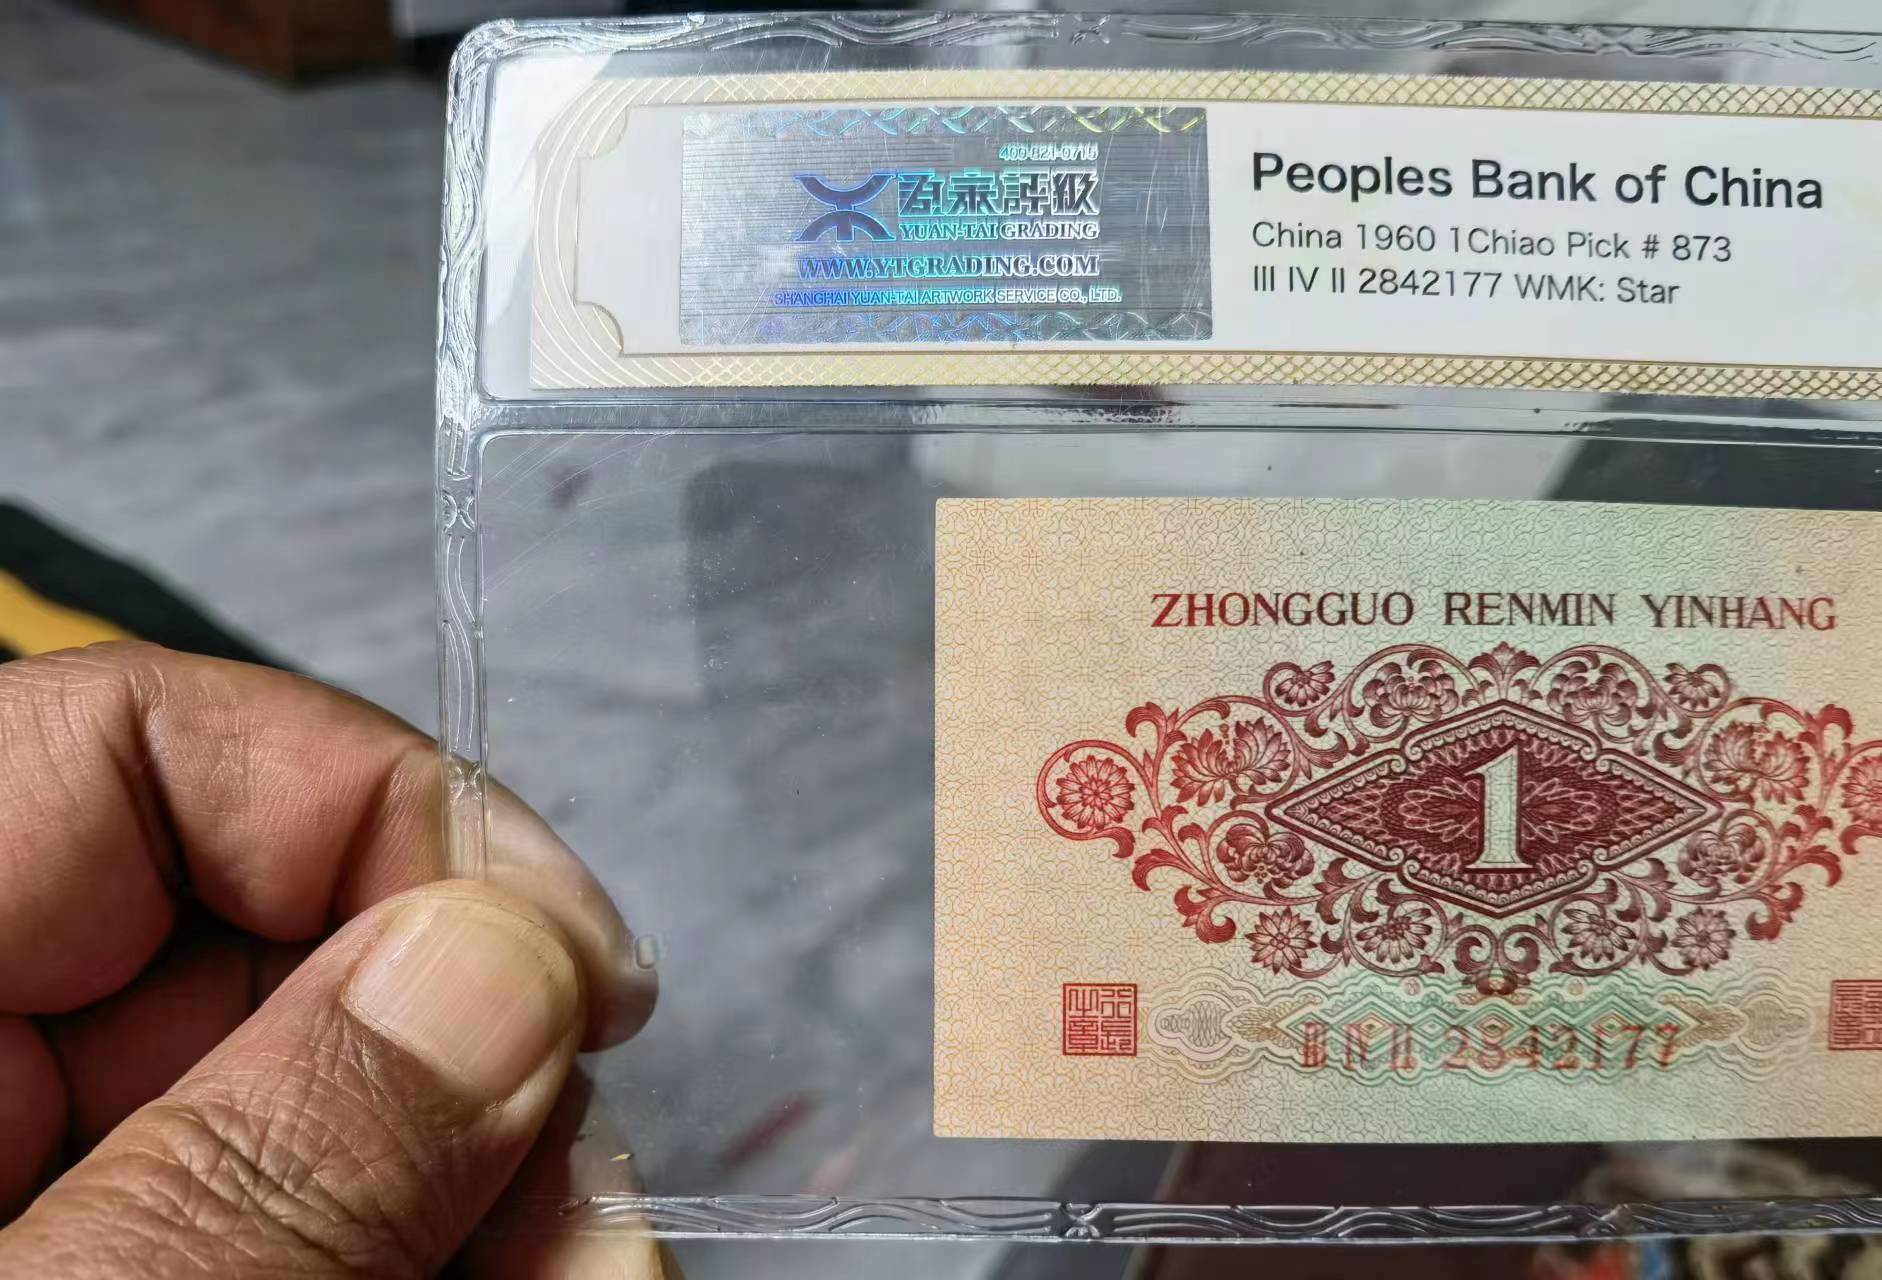 400-821-0716
源泰評級
YUAN-TAI GRADING
WWW.YTGRADING.COM
SHANGHAI YUAN-TAI ARTWORK SERVICE CO., LTD.
Peoples Bank of China
China 1960 1Chiao Pick # 873
III IV II 2842177 WMK: Star
ZHONGGUO RENMIN YINHANG
1
III IV II 2842177